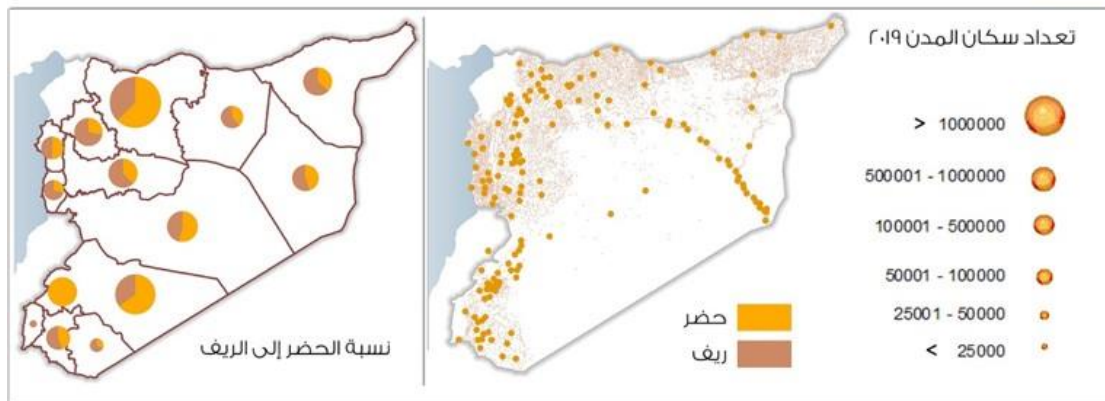 تعداد سكان المدن ٢٠١٩
> 1000000
500001 - 1000000
100001 - 500000
50001 - 100000
25001 - 50000
< 25000
حضر
ريف
نسبة الحضر إلى الريف